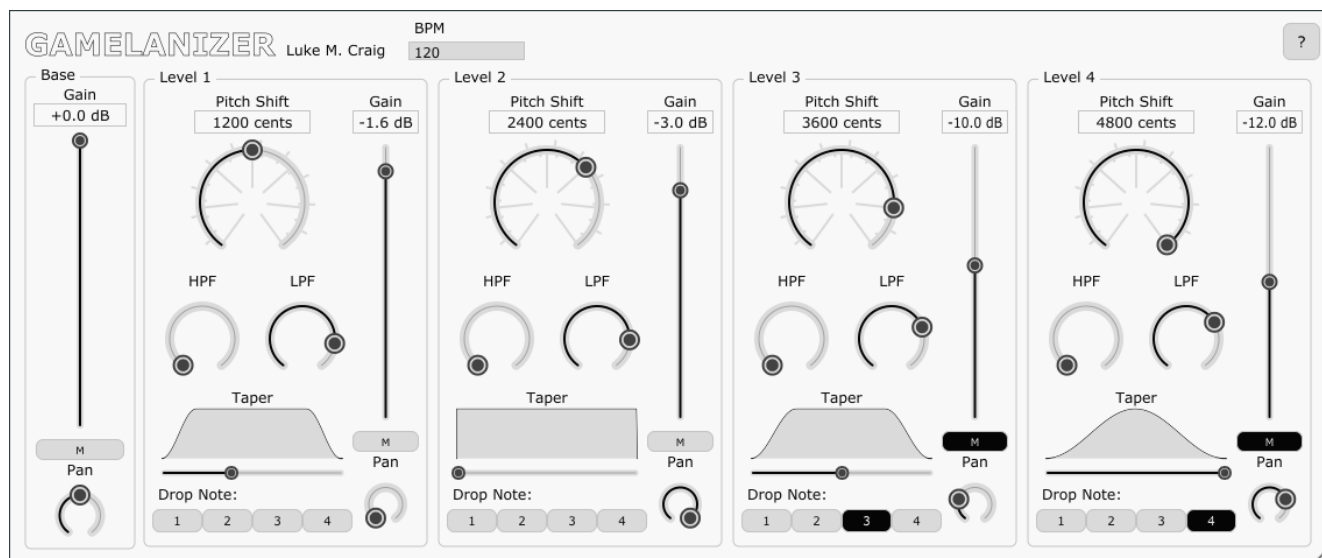 GAMELANIZER
Luke M. Craig
BPM
120
?
Base
Gain
+0.0 dB
M
Pan
Level 1
Pitch Shift
1200 cents
Gain
-1.6 dB
HPF
LPF
Taper
M
Pan
Drop Note:
1 2 3 4
Level 2
Pitch Shift
2400 cents
Gain
-3.0 dB
HPF
LPF
Taper
M
Pan
Drop Note:
1 2 3 4
Level 3
Pitch Shift
3600 cents
Gain
-10.0 dB
HPF
LPF
Taper
M
Pan
Drop Note:
1 2 3 4
Level 4
Pitch Shift
4800 cents
Gain
-12.0 dB
HPF
LPF
Taper
M
Pan
Drop Note:
1 2 3 4